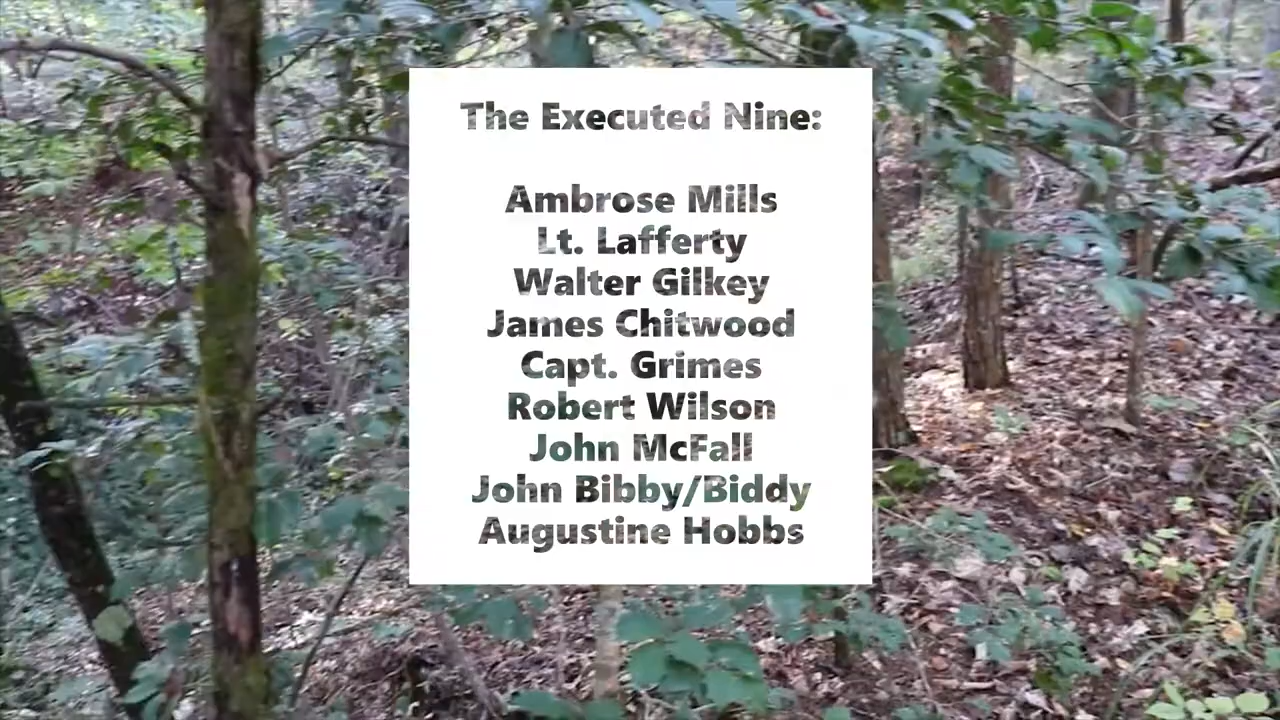 The Executed Nine:
Ambrose Mills
Lt. Lafferty
Walter Gilkey
James Chitwood
Capt. Grimes
Robert Wilson
John McFall
John Bibby/Biddy
Augustine Hobbs